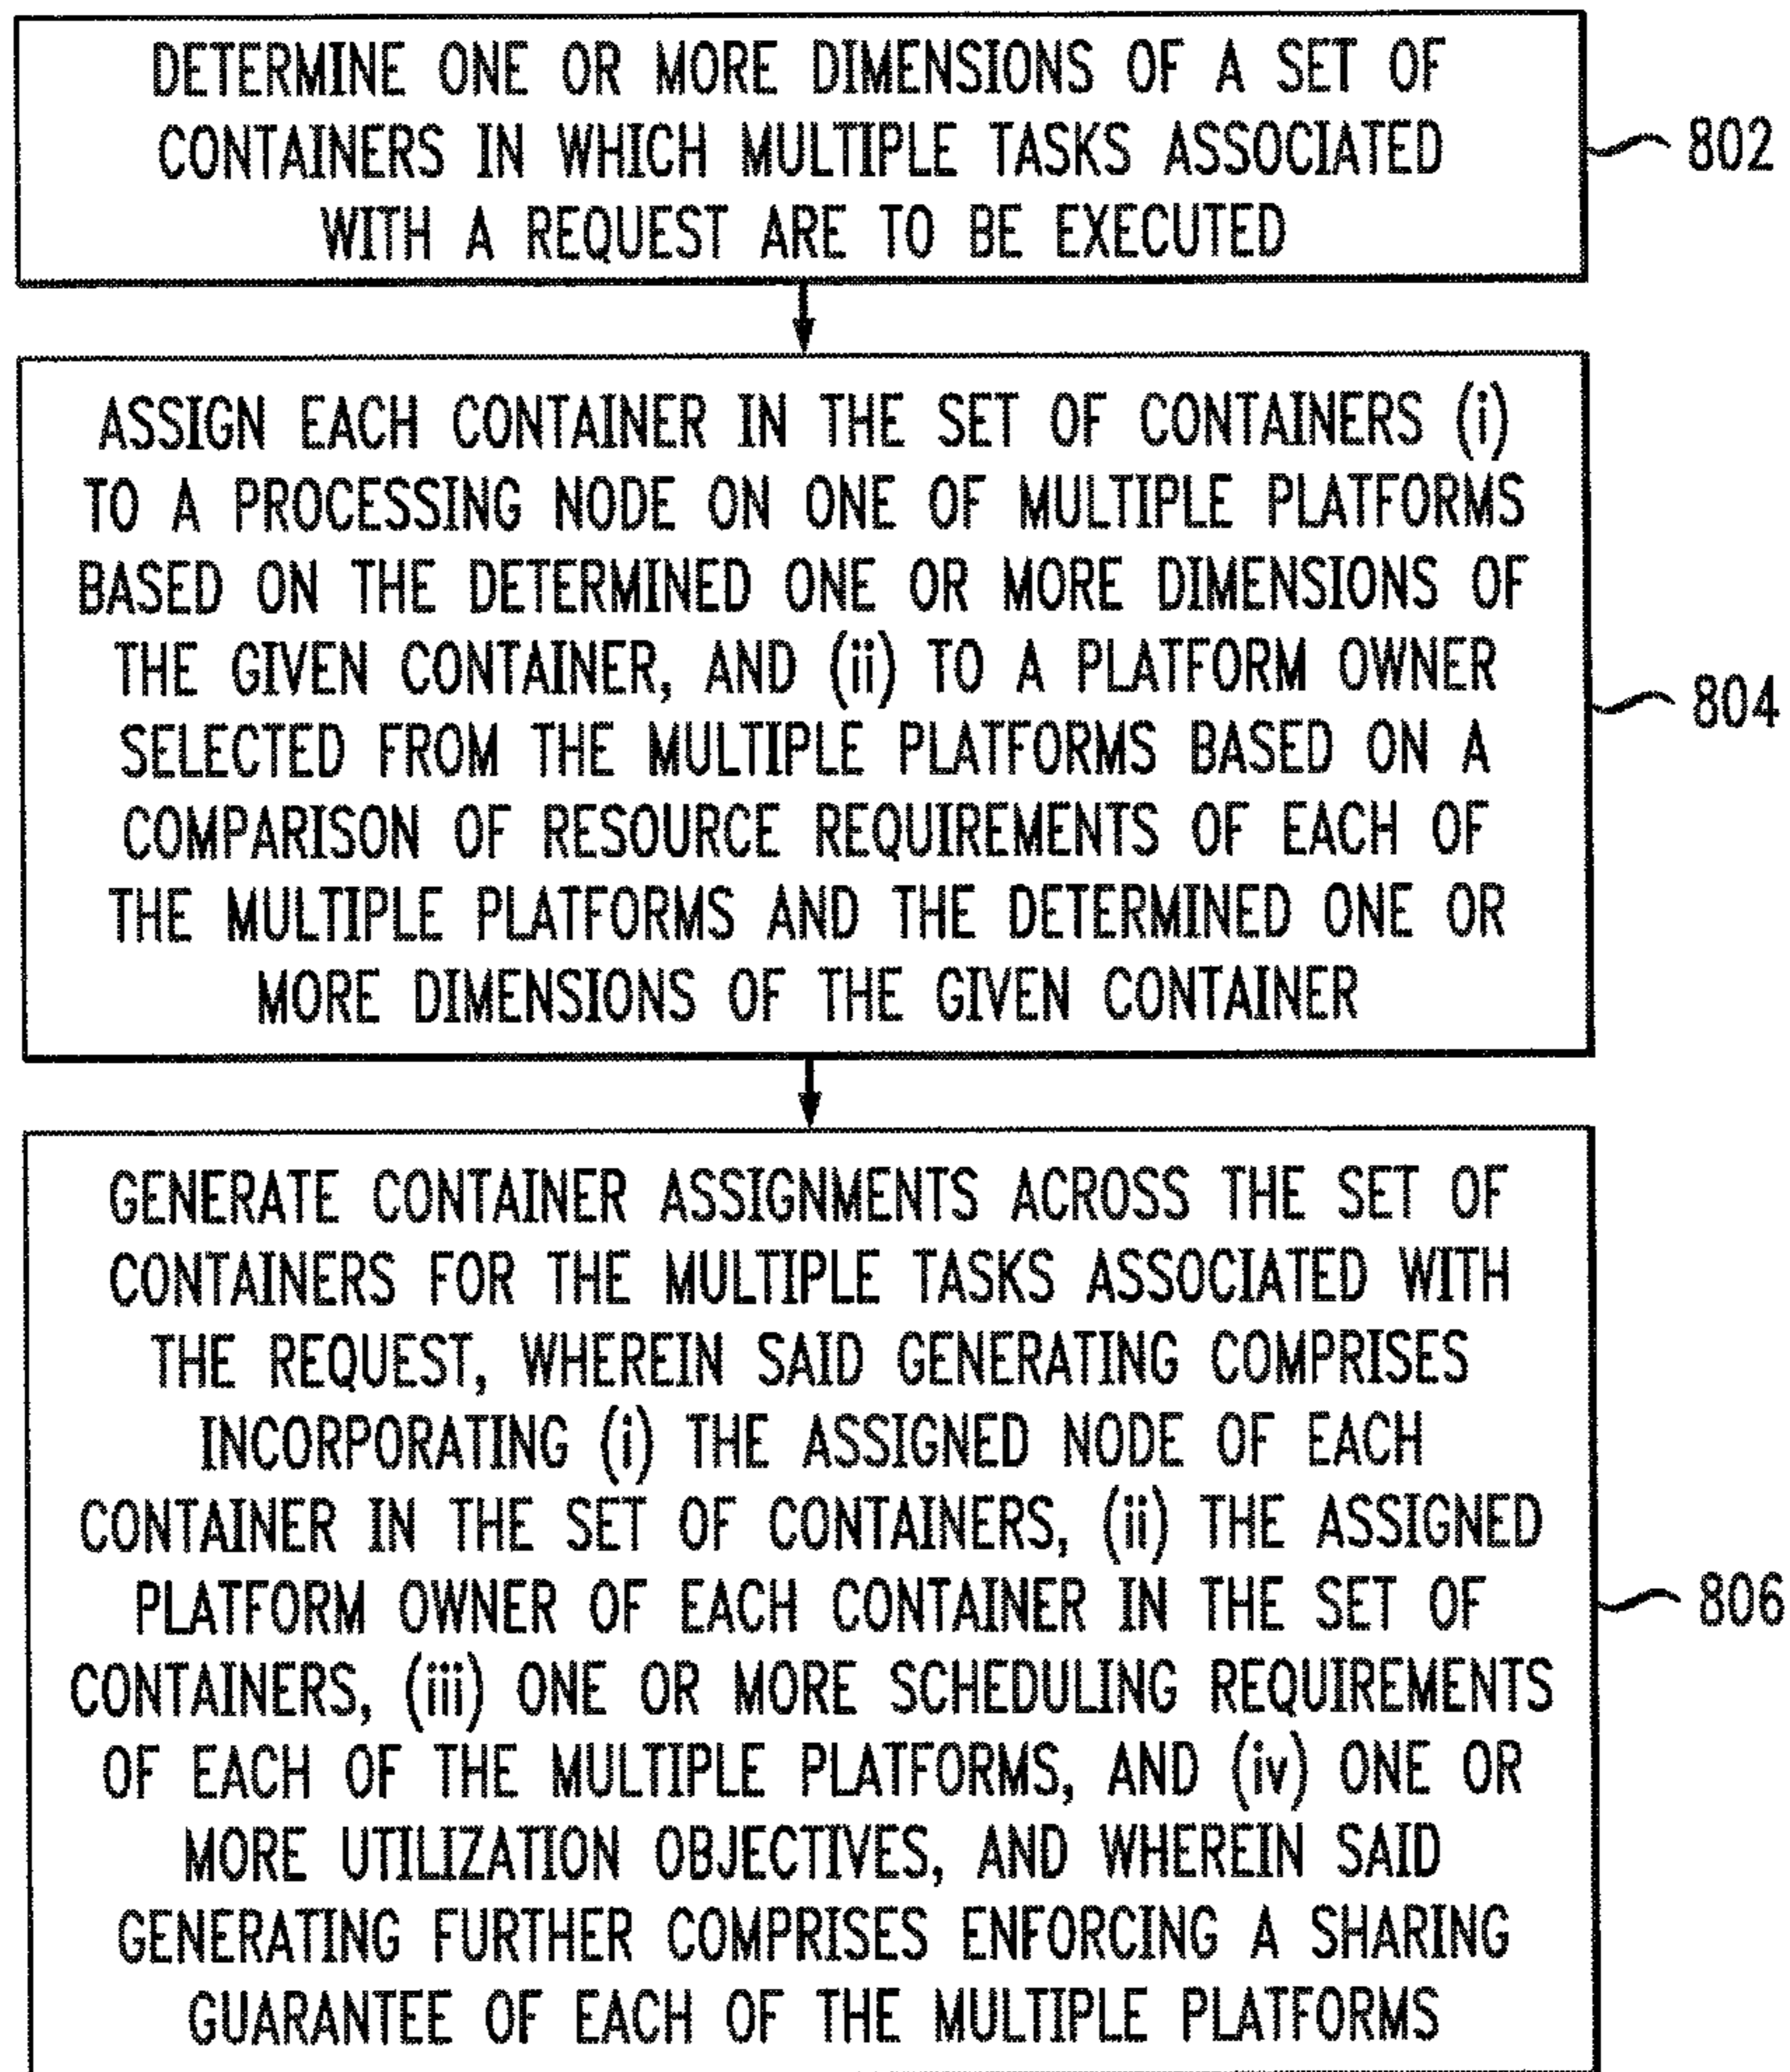 DETERMINE ONE OR MORE DIMENSIONS OF A SET OF
CONTAINERS IN WHICH MULTIPLE TASKS ASSOCIATED
WITH A REQUEST ARE TO BE EXECUTED
802
ASSIGN EACH CONTAINER IN THE SET OF CONTAINERS (i)
TO A PROCESSING NODE ON ONE OF MULTIPLE PLATFORMS
BASED ON THE DETERMINED ONE OR MORE DIMENSIONS OF
THE GIVEN CONTAINER, AND (ii) TO A PLATFORM OWNER
SELECTED FROM THE MULTIPLE PLATFORMS BASED ON A
COMPARISON OF RESOURCE REQUIREMENTS OF EACH OF
THE MULTIPLE PLATFORMS AND THE DETERMINED ONE OR
MORE DIMENSIONS OF THE GIVEN CONTAINER
804
GENERATE CONTAINER ASSIGNMENTS ACROSS THE SET OF
CONTAINERS FOR THE MULTIPLE TASKS ASSOCIATED WITH
THE REQUEST, WHEREIN SAID GENERATING COMPRISES
INCORPORATING (i) THE ASSIGNED NODE OF EACH
CONTAINER IN THE SET OF CONTAINERS, (ii) THE ASSIGNED
PLATFORM OWNER OF EACH CONTAINER IN THE SET OF
CONTAINERS, (iii) ONE OR MORE SCHEDULING REQUIREMENTS
OF EACH OF THE MULTIPLE PLATFORMS, AND (iv) ONE OR
MORE UTILIZATION OBJECTIVES, AND WHEREIN SAID
GENERATING FURTHER COMPRISES ENFORCING A SHARING
GUARANTEE OF EACH OF THE MULTIPLE PLATFORMS
806